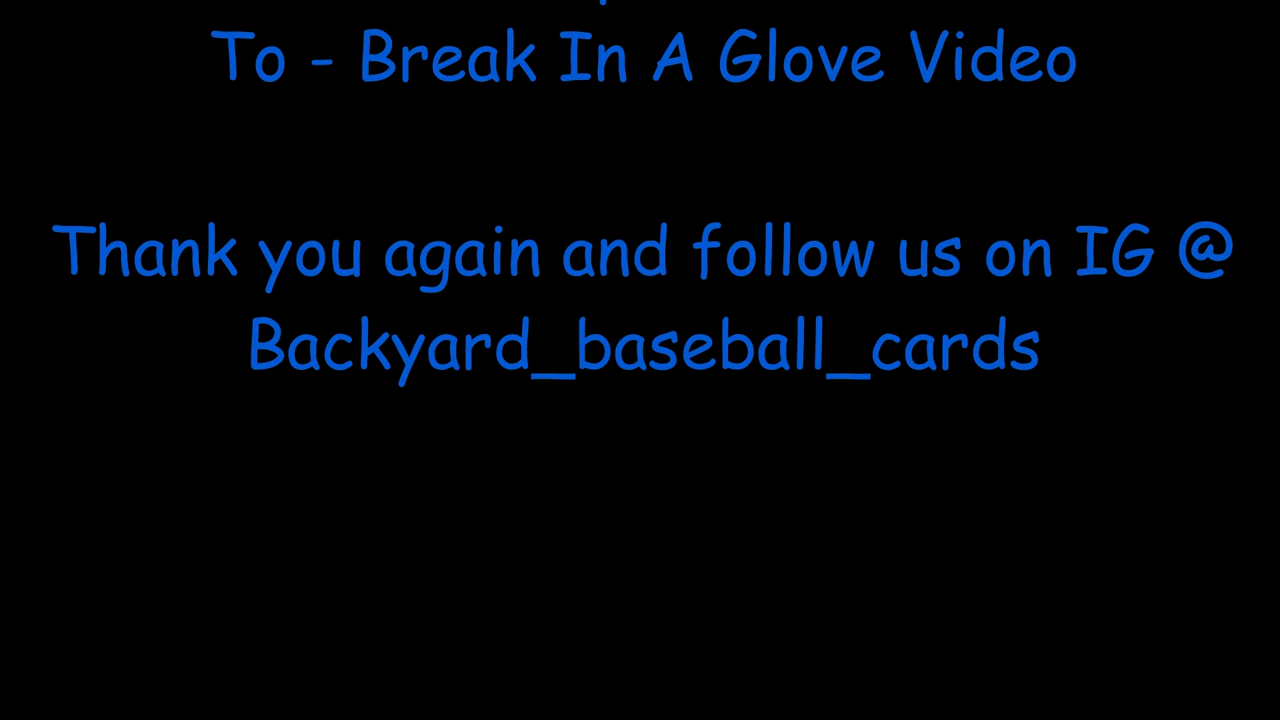 To - Break In A Glove Video
Thank you again and follow us on IG @
Backyard_baseball_cards